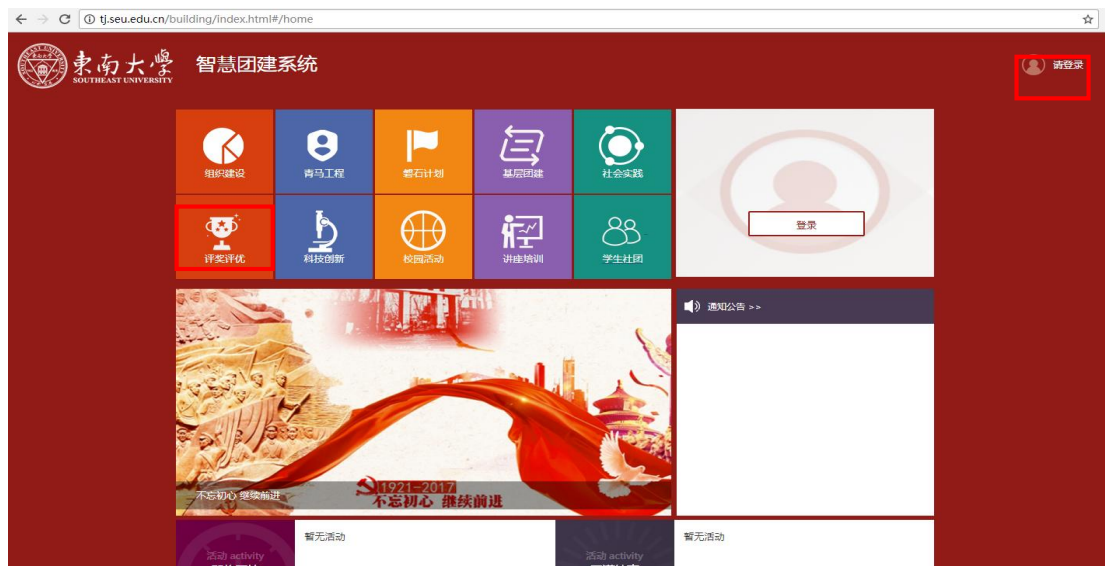 tj.seu.edu.cn/building/index.html#/home
東南大學
SOUTHEAST UNIVERSITY
智慧团建系统
请登录
组织建设
青马工程
磐石计划
基层团建
社会实践
评奖评优
科技创新
校园活动
讲座培训
学生社团
登录
通知公告 >>
不忘初心 继续前进
1921-2017
不忘初心 继续前进
活动 activity
暂无活动
活动 activity
暂无活动